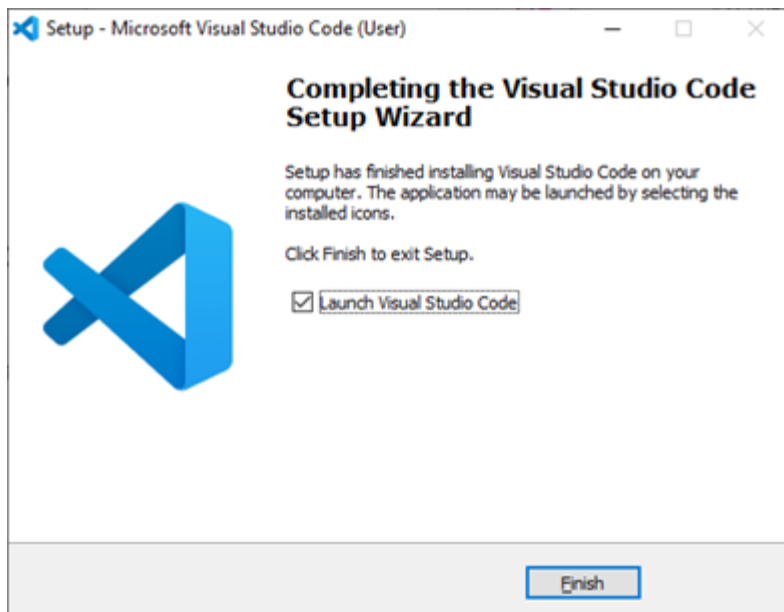 Setup - Microsoft Visual Studio Code (User)
Completing the Visual Studio Code
Setup Wizard
Setup has finished installing Visual Studio Code on your
computer. The application may be launched by selecting the
installed icons.
Click Finish to exit Setup.
Launch Visual Studio Code
Finish